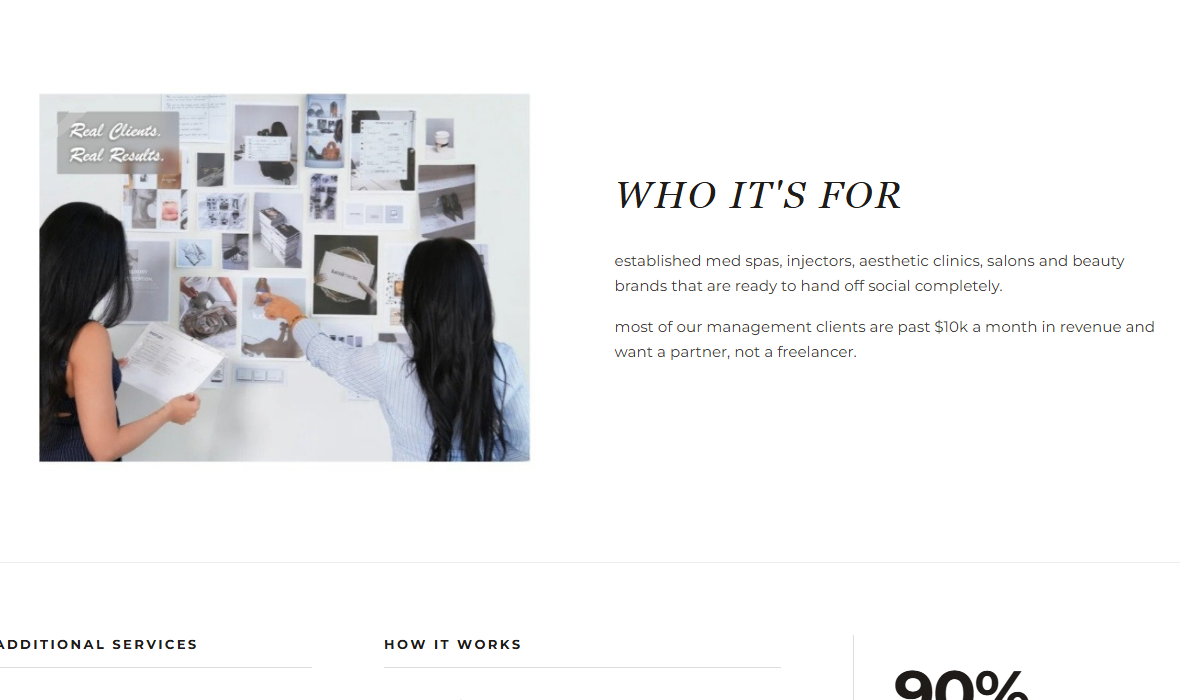 Real Clients.
Real Results.
WHO IT'S FOR
established med spas, injectors, aesthetic clinics, salons and beauty
brands that are ready to hand off social completely.
most of our management clients are past $10k a month in revenue and
want a partner, not a freelancer.
ADDITIONAL SERVICES
HOW IT WORKS
90%